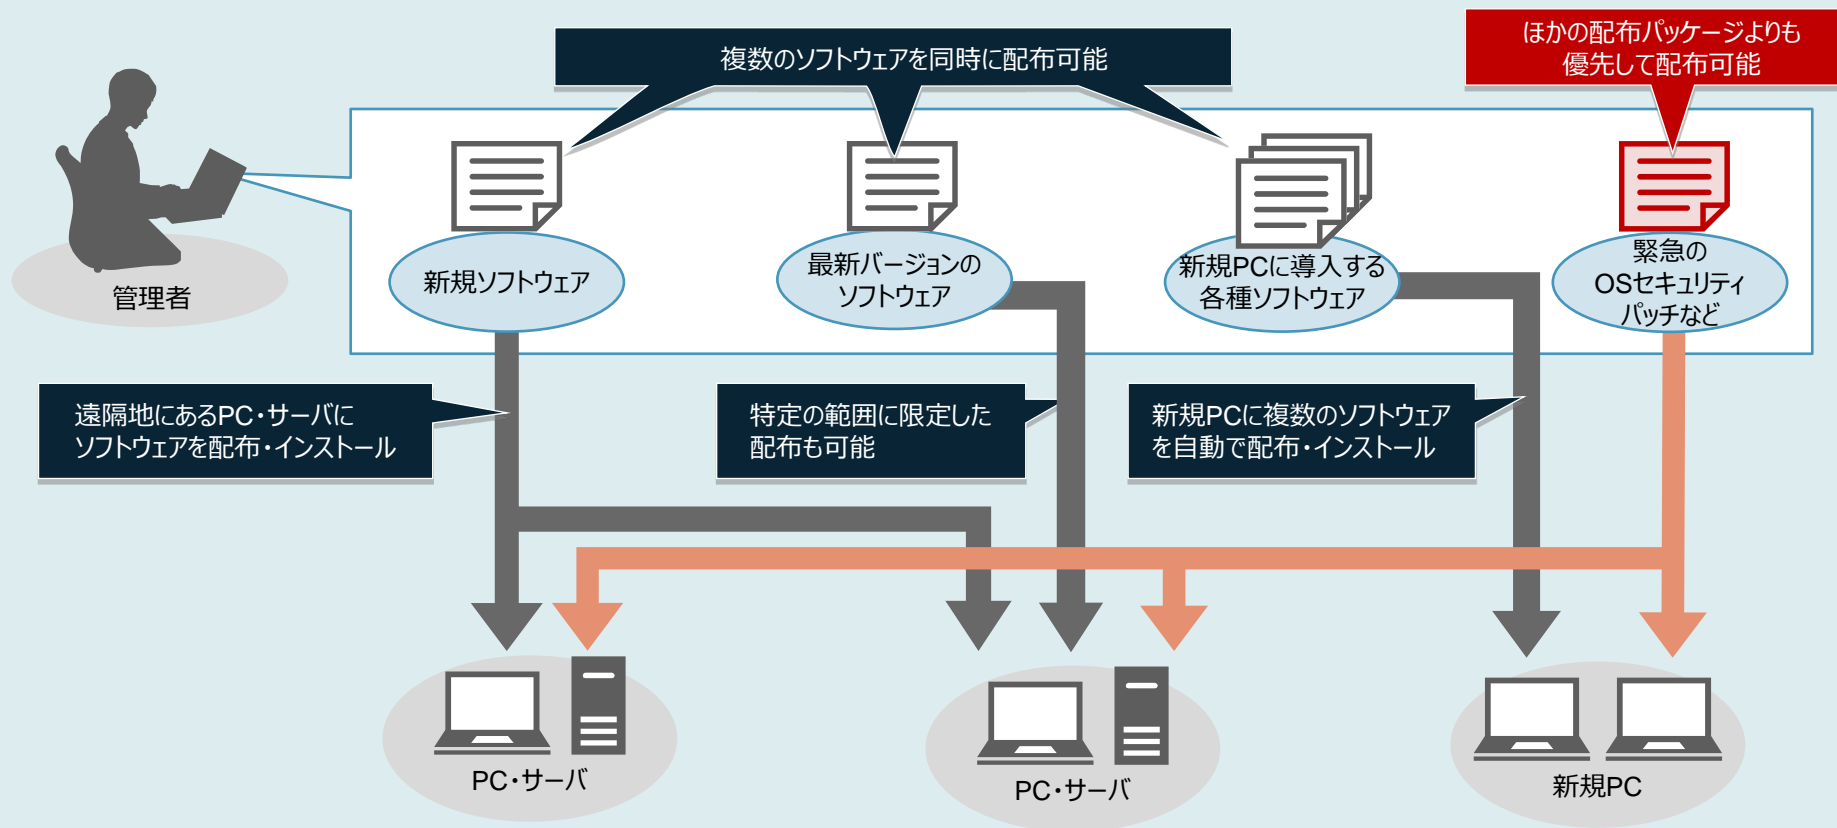 複数のソフトウェアを同時に配布可能
ほかの配布パッケージよりも
優先して配布可能
管理者
新規ソフトウェア
最新バージョンの
ソフトウェア
新規PCに導入する
各種ソフトウェア
緊急の
OSセキュリティ
パッチなど
遠隔地にあるPC・サーバに
ソフトウェアを配布・インストール
特定の範囲に限定した
配布も可能
新規PCに複数のソフトウェア
を自動で配布・インストール
PC・サーバ
PC・サーバ
新規PC